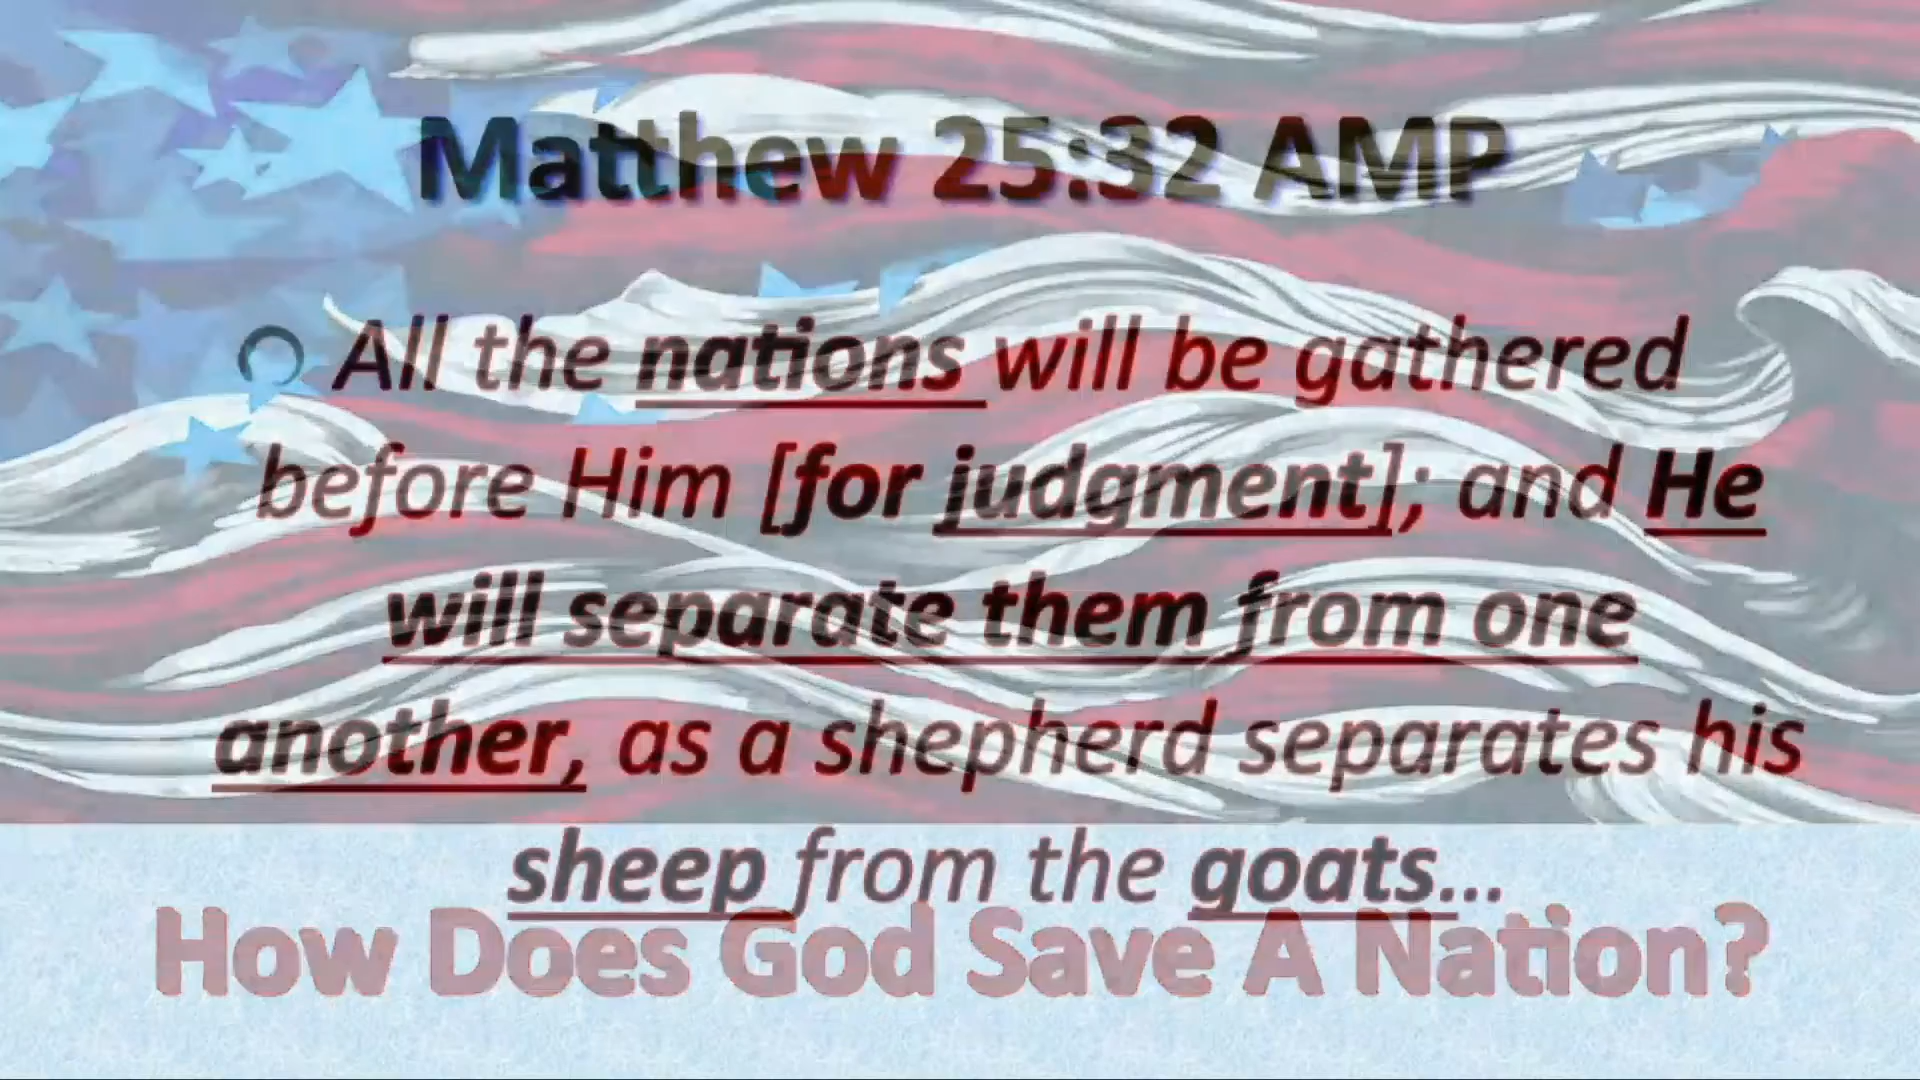 Matthew 25:32 AMP
All the nations will be gathered
before Him [for judgment]; and He
will separate them from one
another, as a shepherd separates his
sheep from the goats...
How Does God Save A Nation?